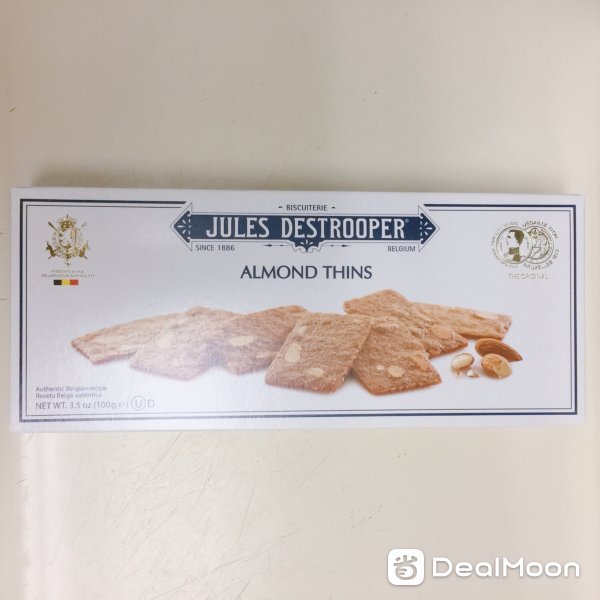 BISCUITERIE
JULES DESTROOPER®
SINCE 1886
BELGIUM
ALMOND THINS
THE ORIGINAL
Authentic Belgian recipe
Receta Belga auténtica
NET WT. 3.5 oz (100g e) U D
省 DealMoon